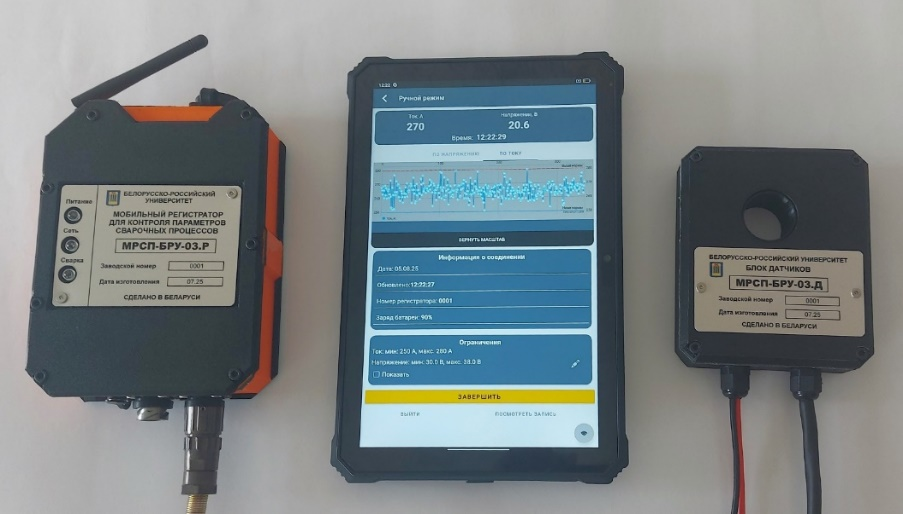 БЕЛОРУССКО-РОССИЙСКИЙ
УНИВЕРСИТЕТ
МОБИЛЬНЫЙ РЕГИСТРАТОР
ДЛЯ КОНТРОЛЯ ПАРАМЕТРОВ
СВАРОЧНЫХ ПРОЦЕССОВ
МРСП-БРУ-03.Р
Питание
Сеть
Сварка
Заводской номер 0001
Дата изготовления 07.25
СДЕЛАНО В БЕЛАРУСИ
Ручной режим
Ток, А
Напряжение, В
270
20.6
Время: 12:22:29
ПО НАПРЯЖЕНИЮ ПО ТОКУ
ВЕРНУТЬ МАСШТАБ
Информация о соединении
Дата: 05.08.25
Обновлено: 12:22:27
Номер регистратора: 0001
Заряд батареи: 90%
Ограничения
Ток: мин: 250 А, макс: 280 А
Напряжение: мин: 30.0 В, макс: 38.0 В
Показать
ЗАВЕРШИТЬ
ВЫЙТИ
ПОСМОТРЕТЬ ЗАПИСЬ
БЕЛОРУССКО-РОССИЙСКИЙ УНИВЕРСИТЕТ
БЛОК ДАТЧИКОВ
МРСП-БРУ-03.Д
Заводской номер 0001
Дата изготовления 07.25
СДЕЛАНО В БЕЛАРУСИ